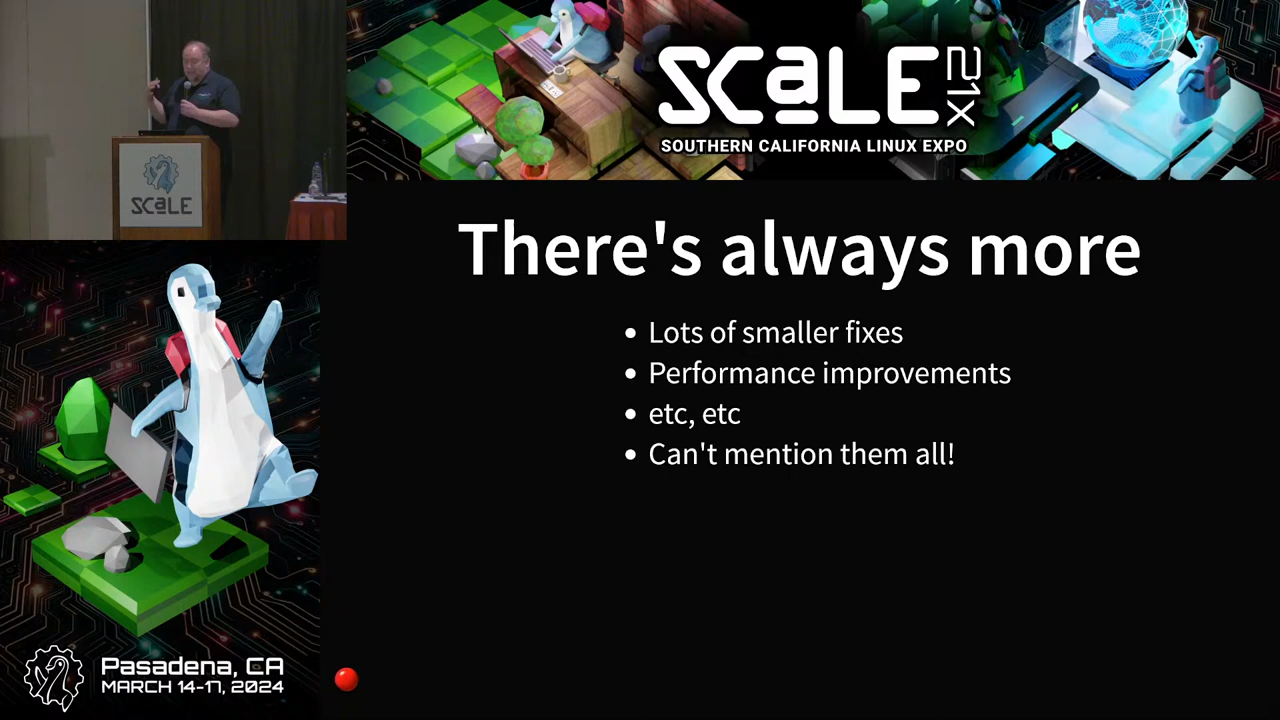 SCaLE 21X
SOUTHERN CALIFORNIA LINUX EXPO
SCaLE
There's always more
Lots of smaller fixes
Performance improvements
etc, etc
Can't mention them all!
Pasadena, CA
MARCH 14-17, 2024